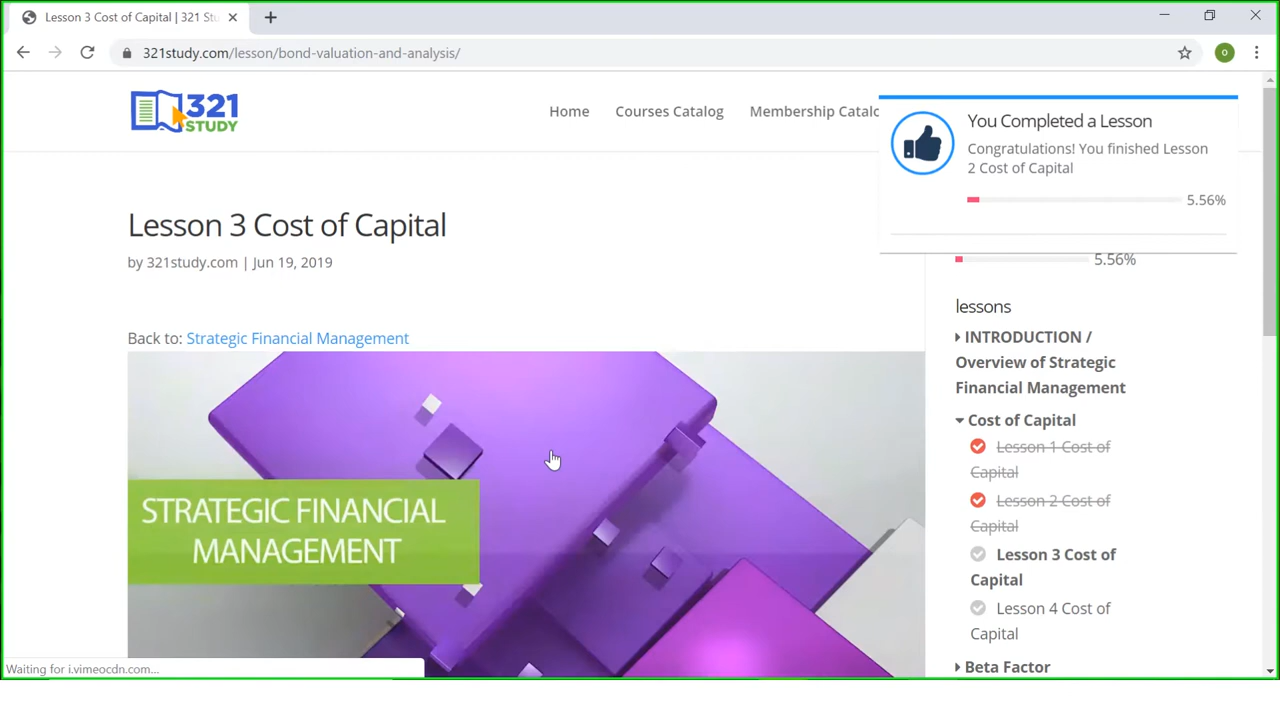 Lesson 3 Cost of Capital | 321 Stu
321study.com/lesson/bond-valuation-and-analysis/
o
321
STUDY
Home
Courses Catalog
Membership Catalo
You Completed a Lesson
Congratulations! You finished Lesson
2 Cost of Capital
5.56%
Lesson 3 Cost of Capital
by 321study.com | Jun 19, 2019
5.56%
lessons
INTRODUCTION /
Overview of Strategic
Financial Management
Cost of Capital
Lesson 1 Cost of
Capital
Lesson 2 Cost of
Capital
Lesson 3 Cost of
Capital
Lesson 4 Cost of
Capital
Beta Factor
Back to: Strategic Financial Management
STRATEGIC FINANCIAL
MANAGEMENT
Waiting for i.vimeocdn.com...